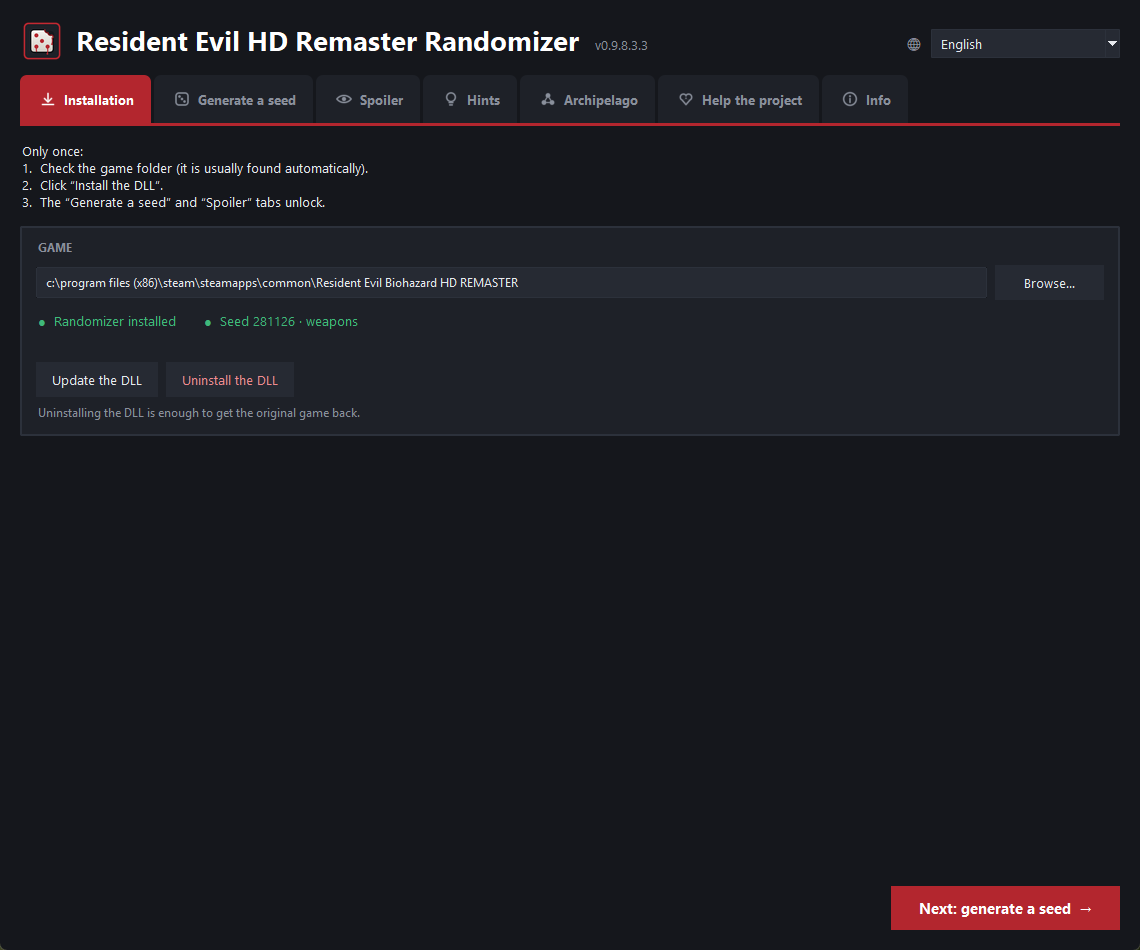 Resident Evil HD Remaster Randomizer v0.9.8.3.3
English
Installation Generate a seed Spoiler Hints Archipelago Help the project Info
Only once:
1. Check the game folder (it is usually found automatically).
2. Click “Install the DLL”.
3. The “Generate a seed” and “Spoiler” tabs unlock.
GAME
c:\program files (x86)\steam\steamapps\common\Resident Evil Biohazard HD REMASTER
Browse...
● Randomizer installed ● Seed 281126 · weapons
Update the DLL Uninstall the DLL
Uninstalling the DLL is enough to get the original game back.
Next: generate a seed →